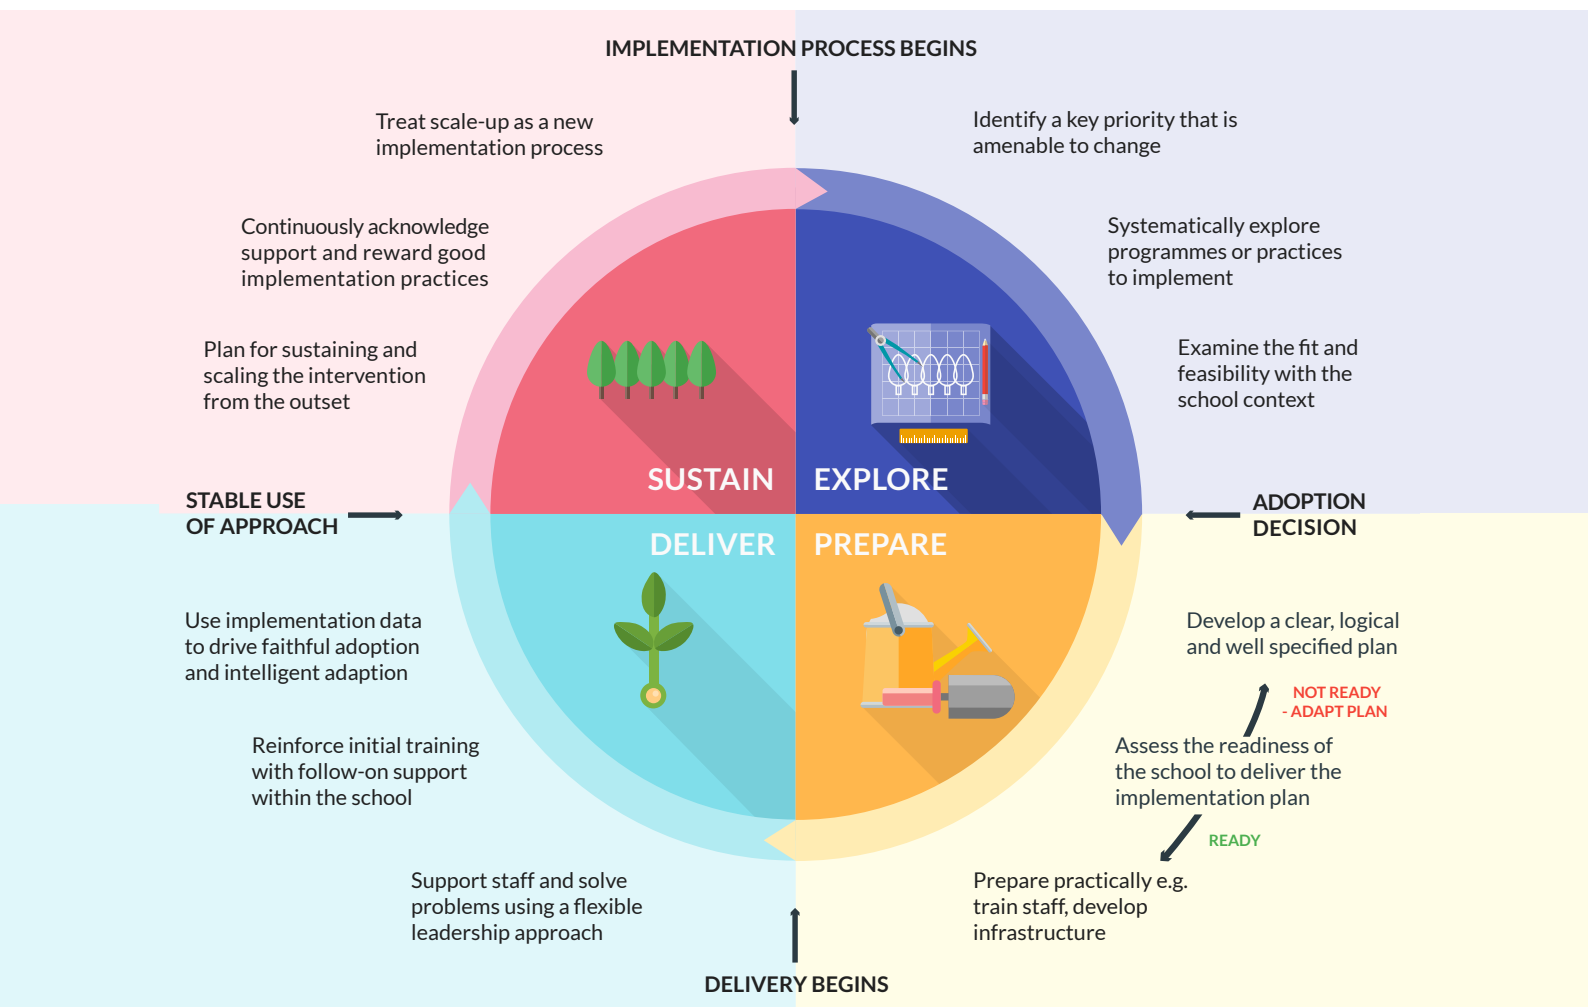 IMPLEMENTATION PROCESS BEGINS
Treat scale-up as a new
implementation process
Identify a key priority that is
amenable to change
Continuously acknowledge
support and reward good
implementation practices
Systematically explore
programmes or practices
to implement
Plan for sustaining and
scaling the intervention
from the outset
Examine the fit and
feasibility with the
school context
SUSTAIN
EXPLORE
STABLE USE
OF APPROACH
ADOPTION
DECISION
DELIVER
PREPARE
Use implementation data
to drive faithful adoption
and intelligent adaption
Develop a clear, logical
and well specified plan
NOT READY
- ADAPT PLAN
Reinforce initial training
with follow-on support
within the school
Assess the readiness of
the school to deliver the
implementation plan
READY
Support staff and solve
problems using a flexible
leadership approach
Prepare practically e.g.
train staff, develop
infrastructure
DELIVERY BEGINS